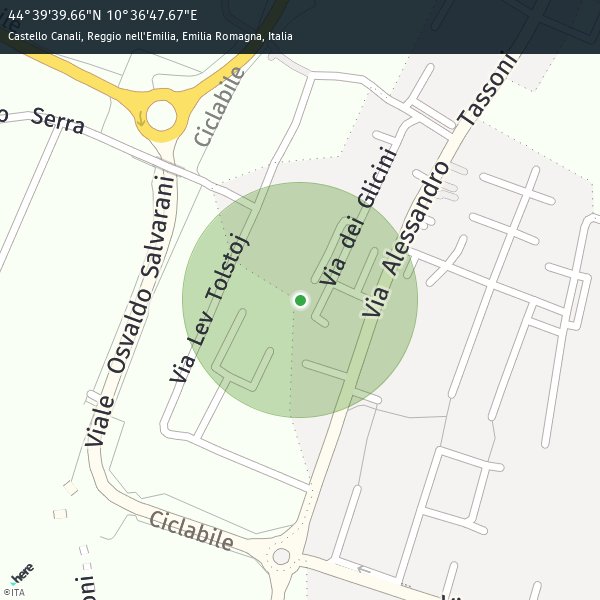 44°39'39.66"N 10°36'47.67"E
Castello Canali, Reggio nell'Emilia, Emilia Romagna, Italia
Ciclabile
o Serra
Tassoni
Via dei Glicini
Via Alessandro
Viale Osvaldo Salvarani
Via Lev Tolstoj
Ciclabile
oni
Vi
here
©ITA